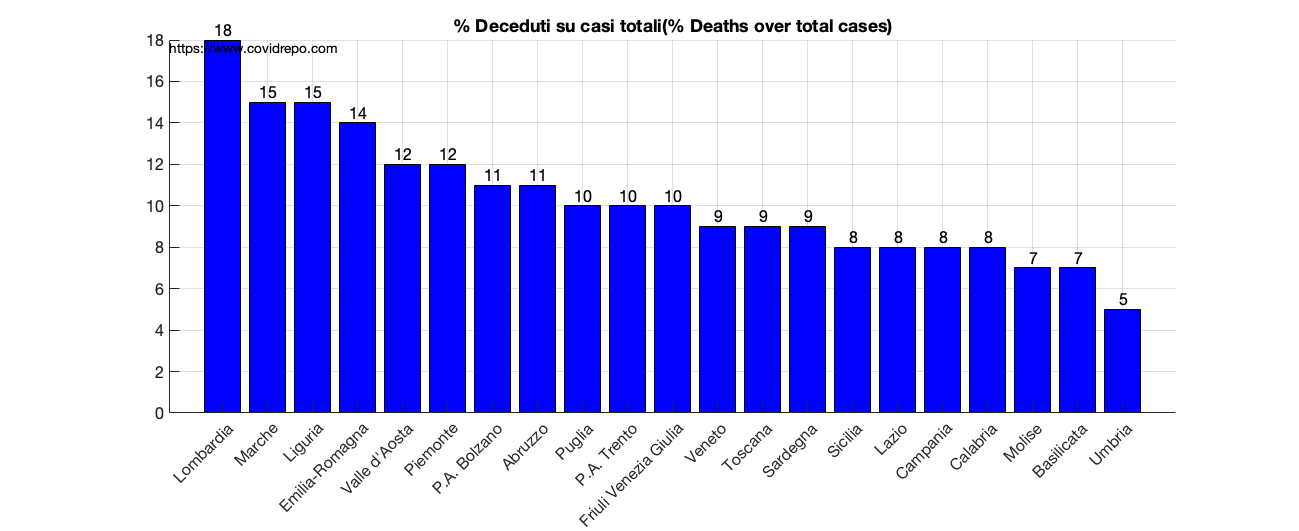 % Deceduti su casi totali(% Deaths over total cases)
https://www.covidrepo.com
18
16
14
12
10
8
6
4
2
0
18
15
15
14
12
12
11
11
10
10
10
9
9
9
8
8
8
8
7
7
5
Lombardia
Marche
Liguria
Emilia-Romagna
Valle d'Aosta
Piemonte
P.A. Bolzano
Abruzzo
Puglia
P.A. Trento
Friuli Venezia Giulia
Veneto
Toscana
Sardegna
Sicilia
Lazio
Campania
Calabria
Molise
Basilicata
Umbria